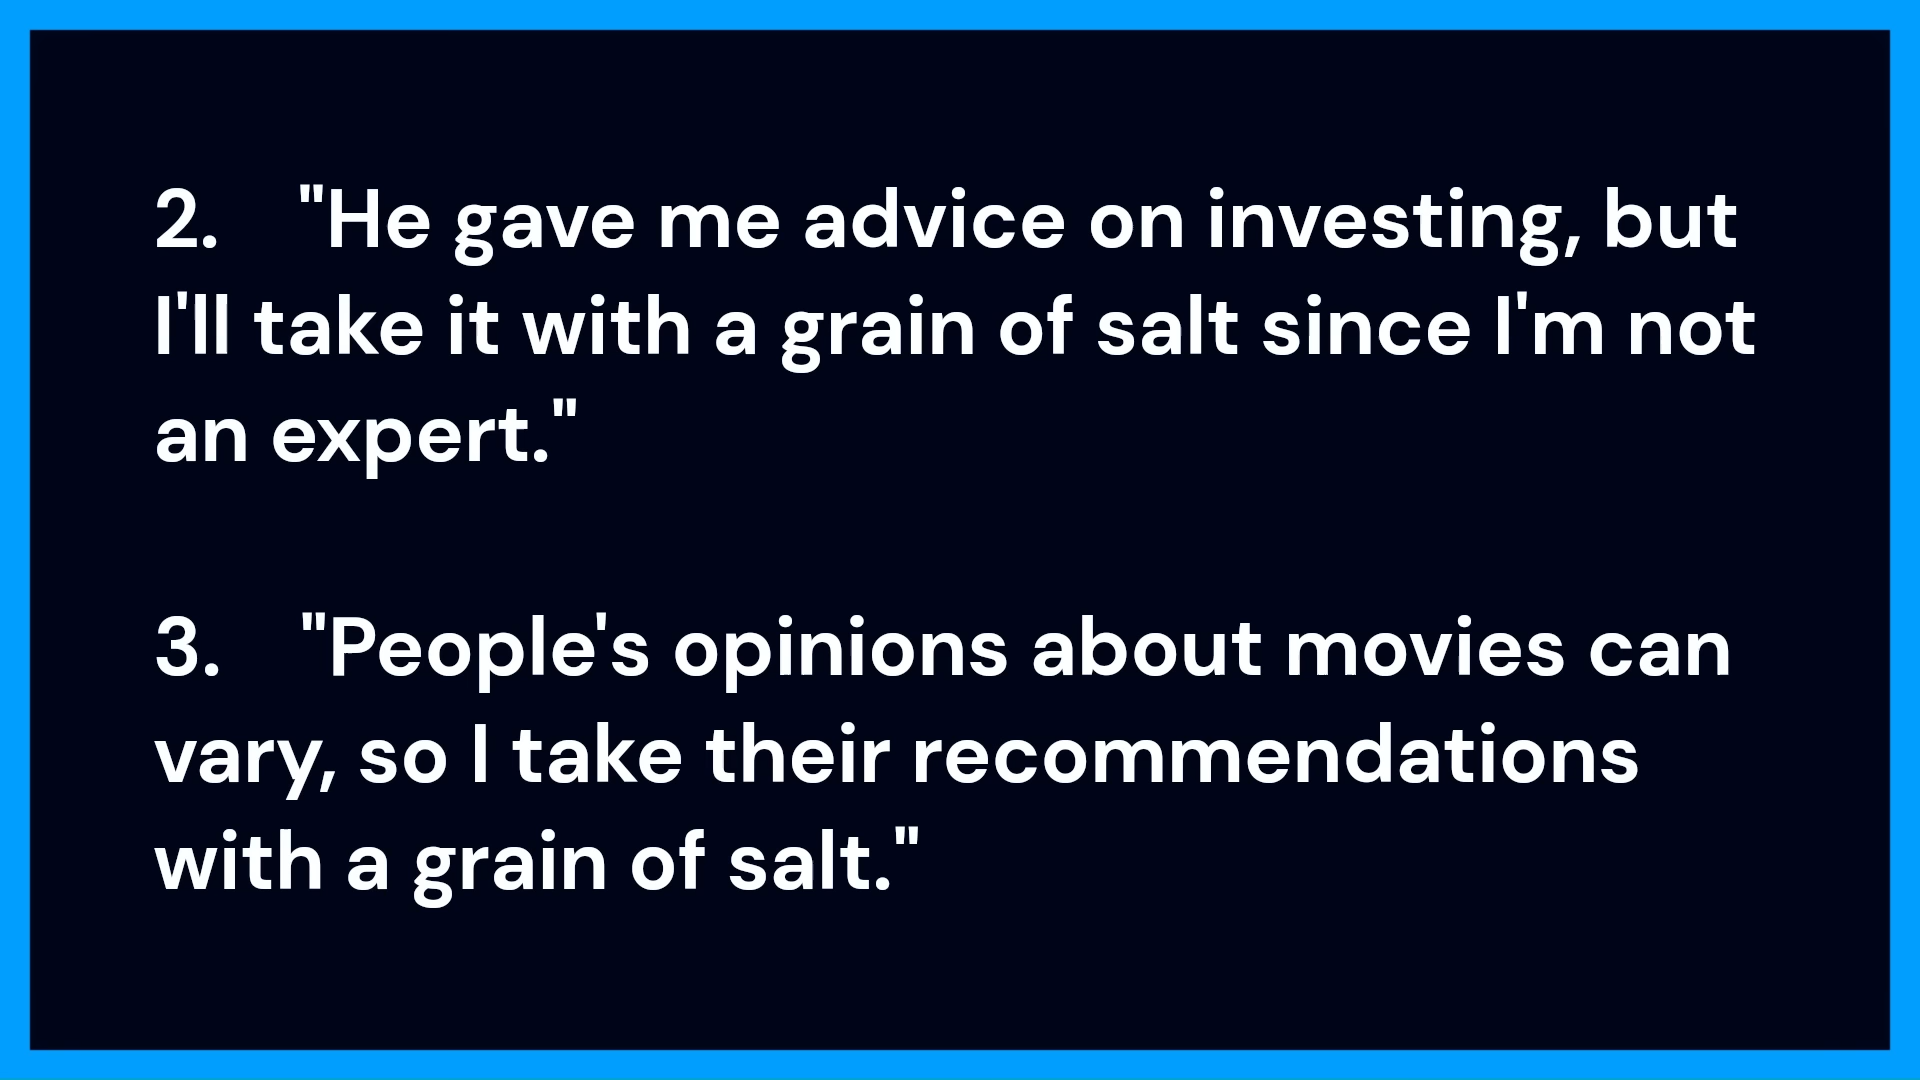 2. "He gave me advice on investing, but
I'll take it with a grain of salt since I'm not
an expert."
3. "People's opinions about movies can
vary, so I take their recommendations
with a grain of salt."